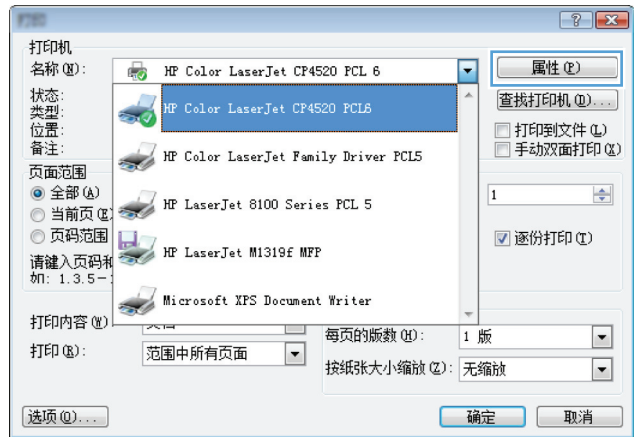 打印机
名称(N):
HP Color LaserJet CP4520 PCL 6
属性(P)
状态:
类型:
位置:
备注:
HP Color LaserJet CP4520 PCL6
查找打印机(D)...
打印到文件(L)
手动双面打印(X)
HP Color LaserJet Family Driver PCL5
页面范围
全部(A)
当前页(E)
页码范围
HP LaserJet 8100 Series PCL 5
1
逐份打印(T)
HP LaserJet M1319f MFP
请键入页码和
如: 1.3.5-
Microsoft XPS Document Writer
打印内容(W)
每页的版数(H):
1 版
打印(R):
范围中所有页面
按纸张大小缩放(Z):
无缩放
选项(O)...
确定
取消